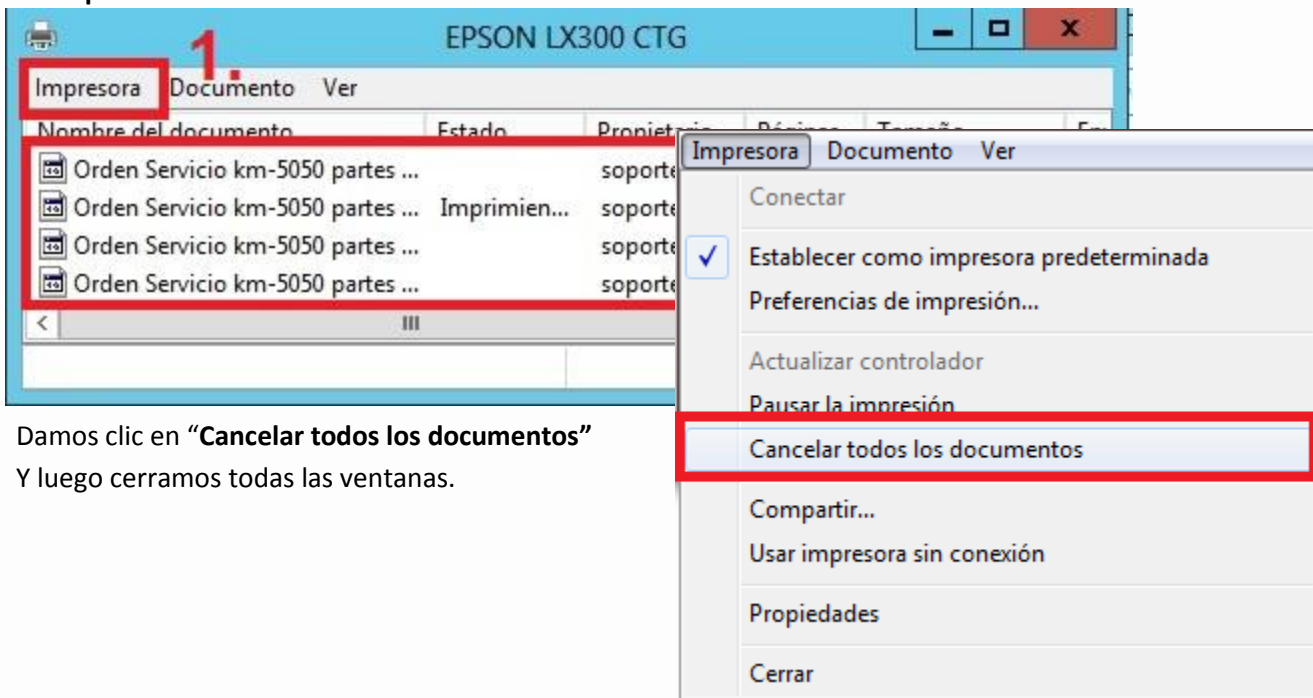 EPSON LX300 CTG
1.
Impresora Documento Ver
Nombre del documento Estado Propietario Páginas Tamaño
Orden Servicio km-5050 partes ... soporte
Orden Servicio km-5050 partes ... Imprimien... soporte
Orden Servicio km-5050 partes ... soporte
Orden Servicio km-5050 partes ... soporte
Damos clic en “Cancelar todos los documentos”
Y luego cerramos todas las ventanas.
Impresora Documento Ver
Conectar
Establecer como impresora predeterminada
Preferencias de impresión...
Actualizar controlador
Pausar la impresión
Cancelar todos los documentos
Compartir...
Usar impresora sin conexión
Propiedades
Cerrar